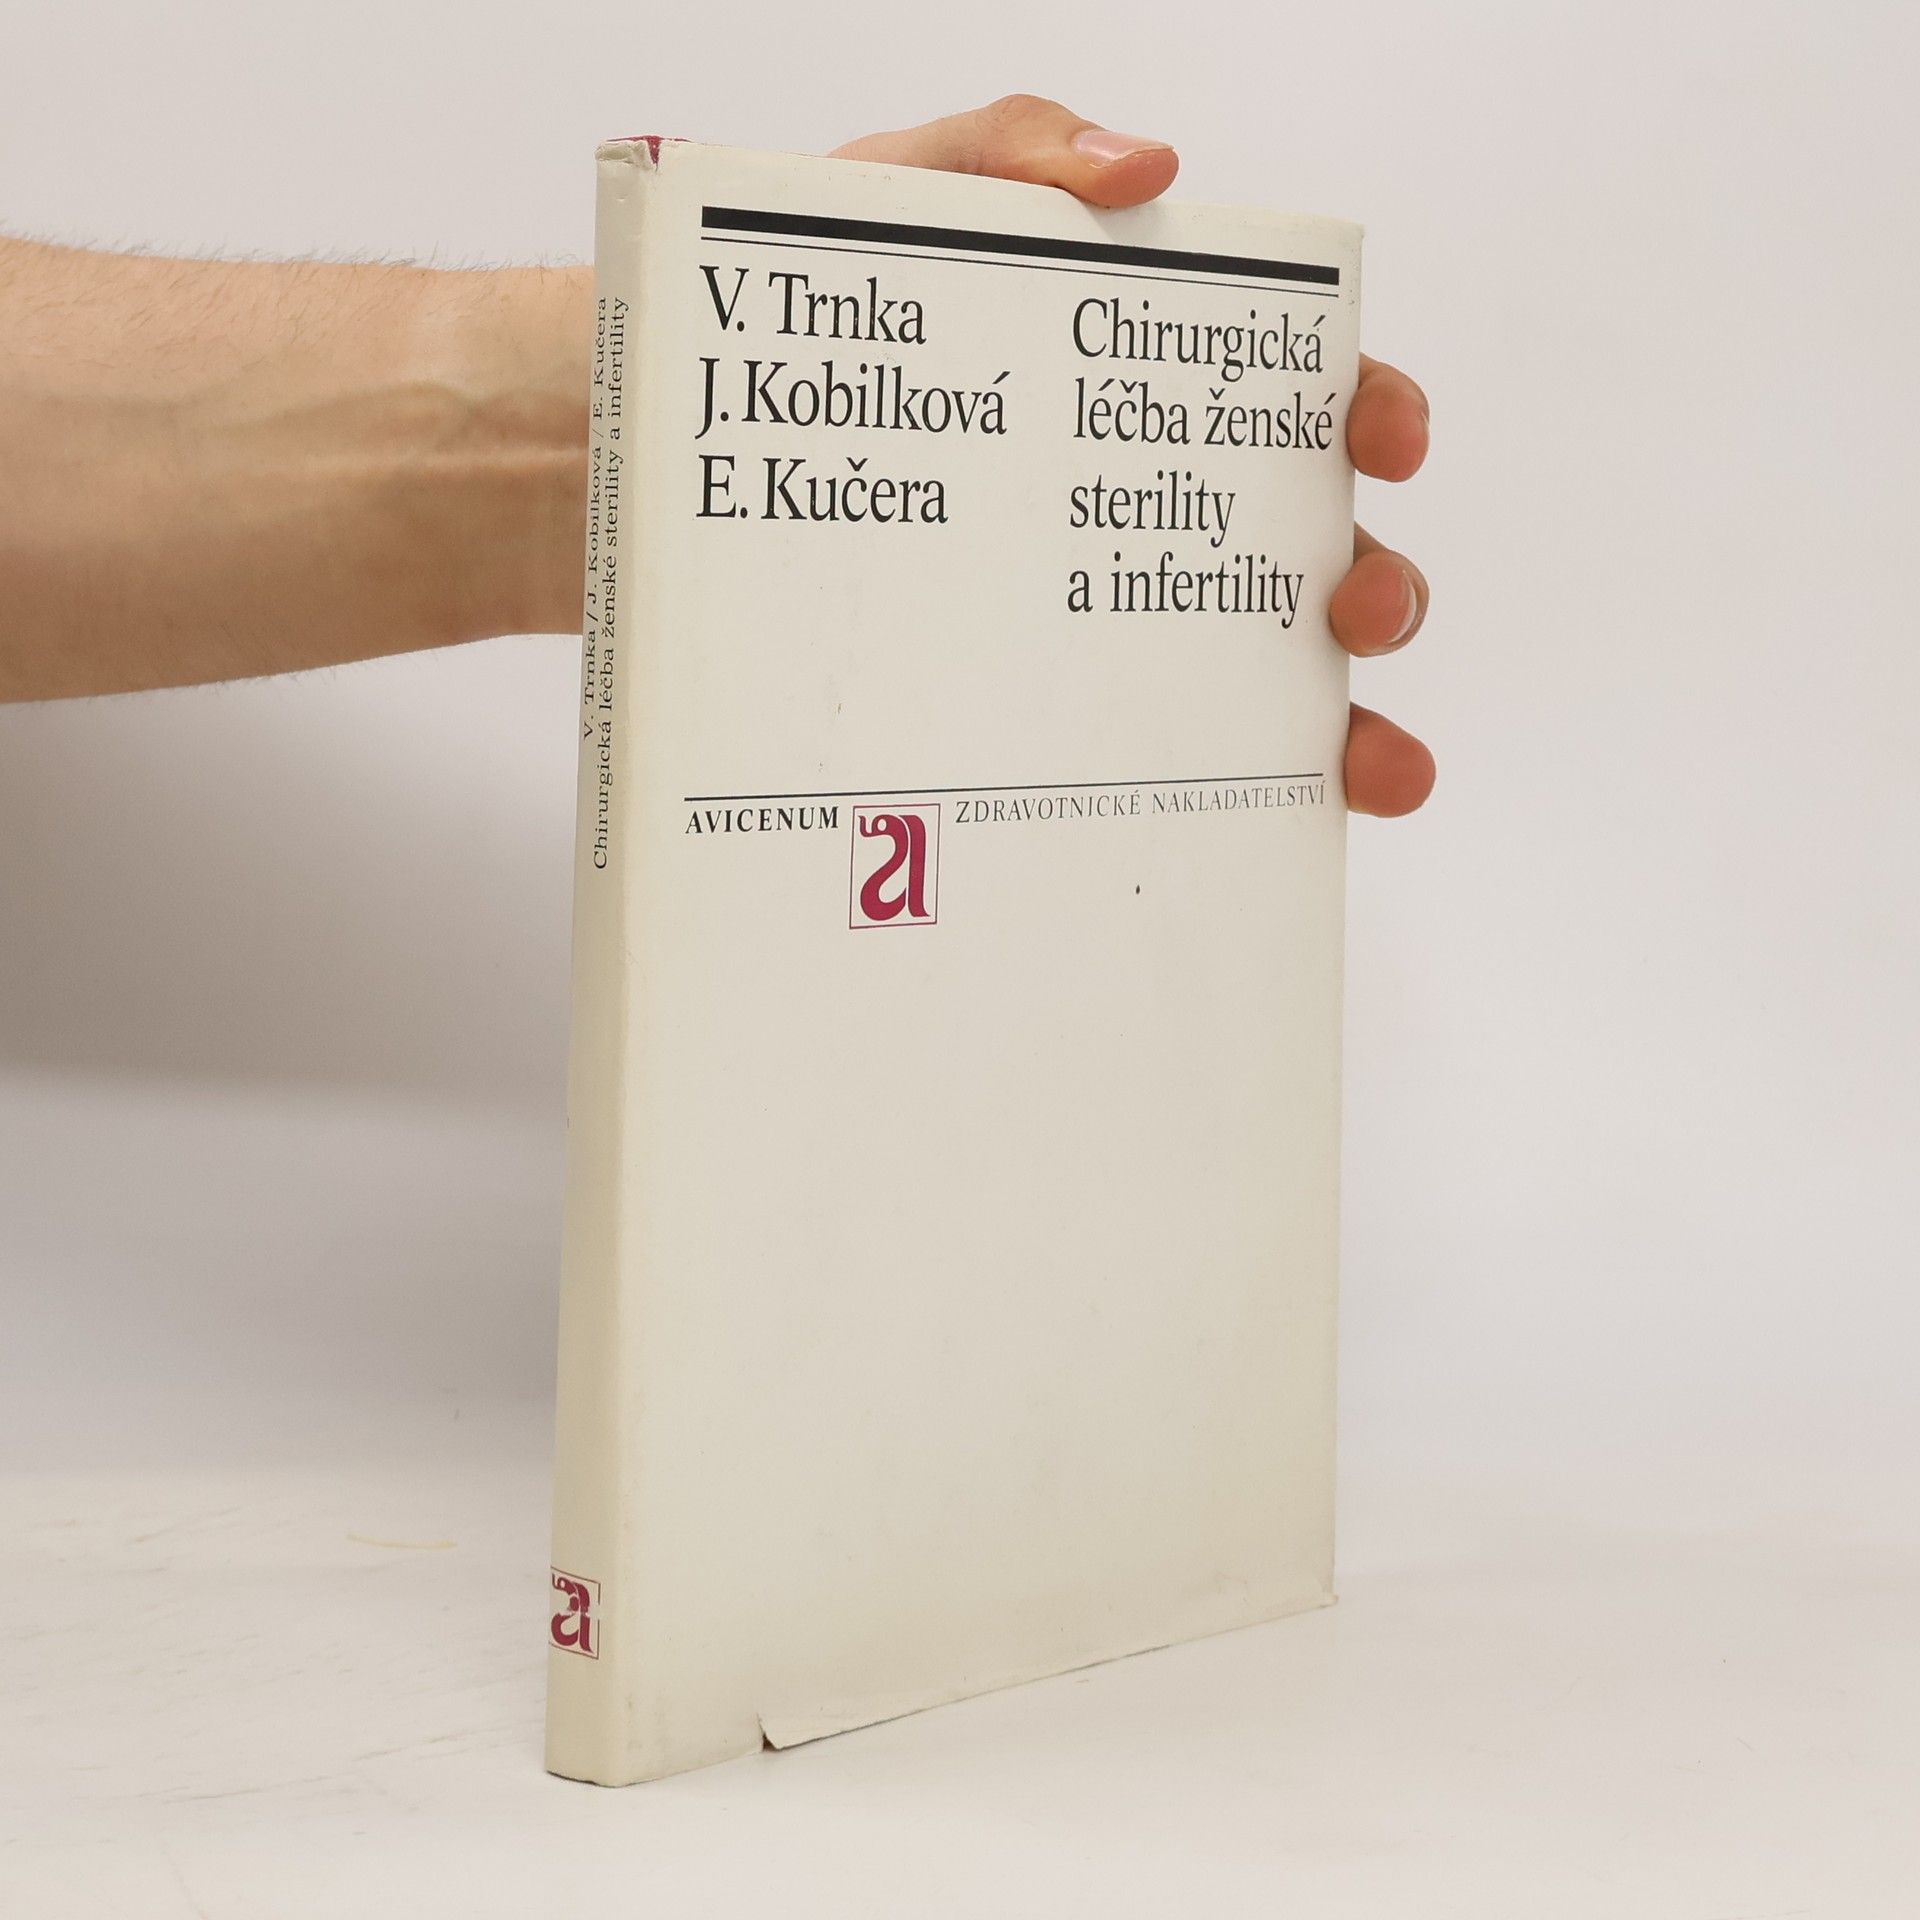 V. Trnka
J. Kobilková
E. Kučera
Chirurgická
léčba ženské
sterility
a infertility
AVICENUM
ZDRAVOTNICKÉ NAKLADATELSTVÍ
V. Trnka / J. Kobilková / E. Kučera
Chirurgická léčba ženské sterility a infertility